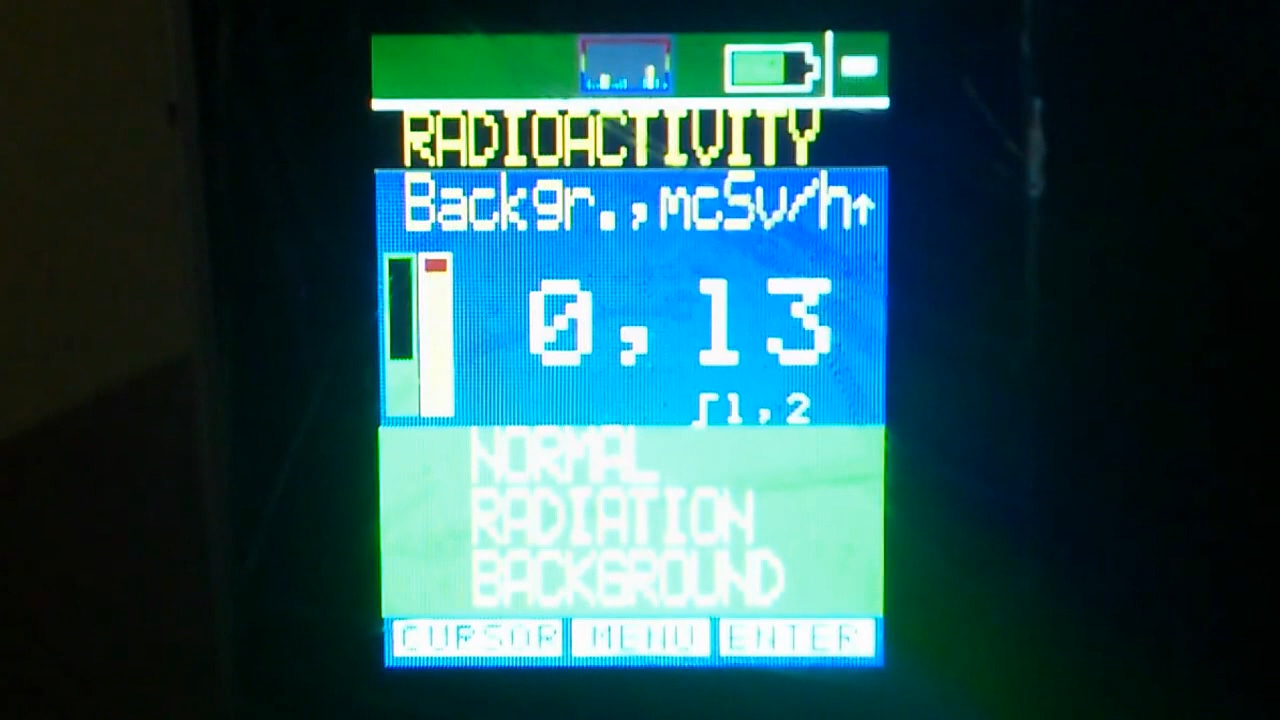 RADIOACTIVITY
Backgr.,mcSv/h↑
0,13
∫1,2
NORMAL
RADIATION
BACKGROUND
CURSOR MENU ENTER